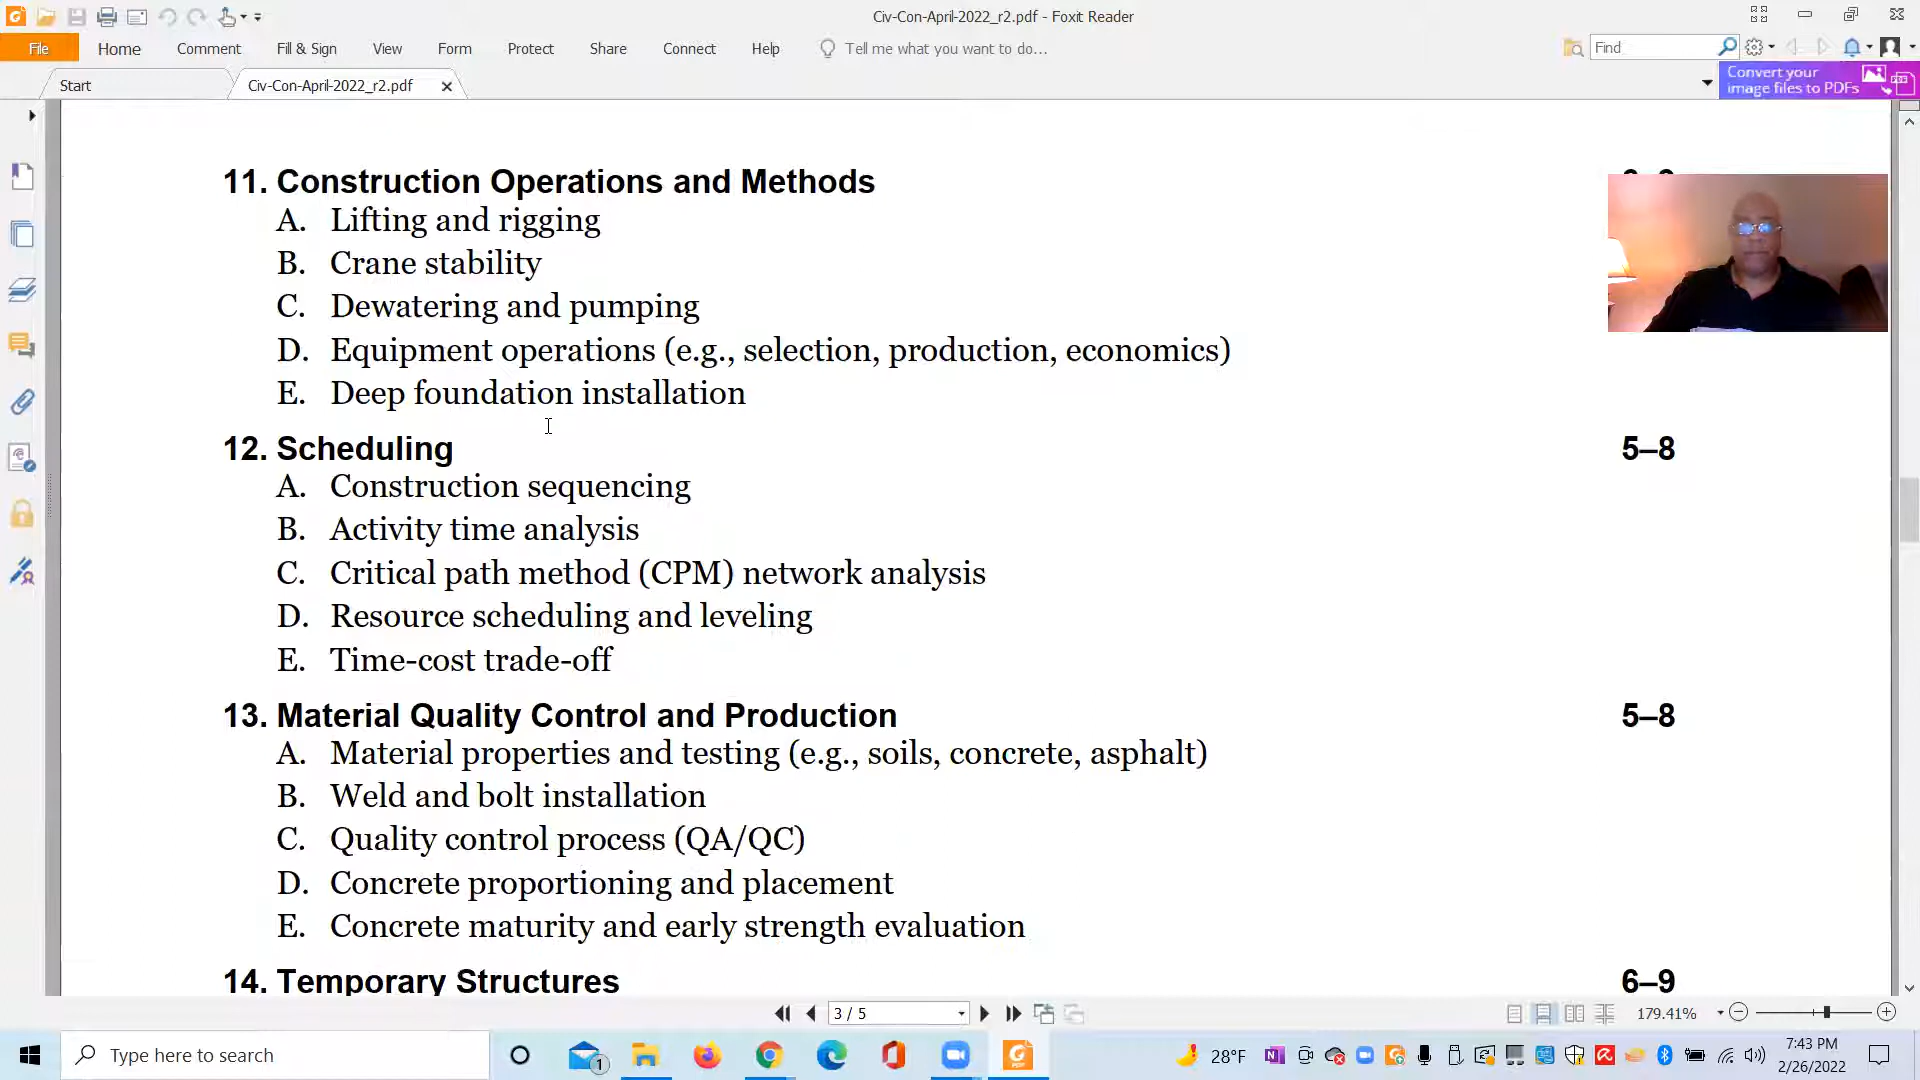 Civ-Con-April-2022_r2.pdf - Foxit Reader
File Home Comment Fill & Sign View Form Protect Share Connect Help Tell me what you want to do... Find
Start Civ-Con-April-2022_r2.pdf
Convert your
image files to PDFs
11. Construction Operations and Methods
A. Lifting and rigging
B. Crane stability
C. Dewatering and pumping
D. Equipment operations (e.g., selection, production, economics)
E. Deep foundation installation
12. Scheduling 5–8
A. Construction sequencing
B. Activity time analysis
C. Critical path method (CPM) network analysis
D. Resource scheduling and leveling
E. Time-cost trade-off
13. Material Quality Control and Production 5–8
A. Material properties and testing (e.g., soils, concrete, asphalt)
B. Weld and bolt installation
C. Quality control process (QA/QC)
D. Concrete proportioning and placement
E. Concrete maturity and early strength evaluation
14. Temporary Structures 6–9
3 / 5 179.41%
Type here to search 1 28°F 7:43 PM
2/26/2022